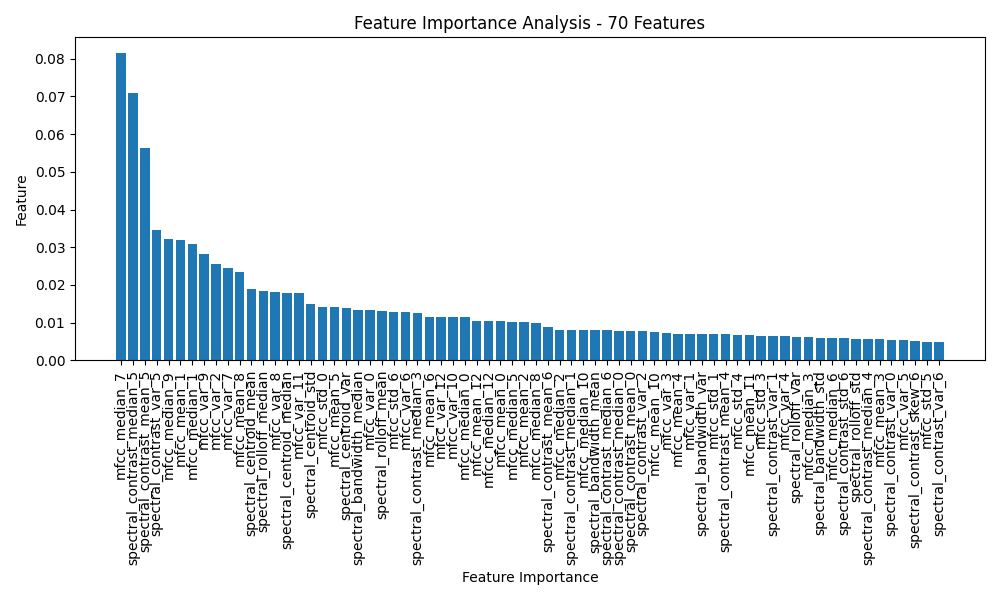 Feature Importance Analysis - 70 Features
Feature
0.08
0.07
0.06
0.05
0.04
0.03
0.02
0.01
0.00
mfcc_median_7
spectral_contrast_median_5
spectral_contrast_mean_5
spectral_contrast_var_5
mfcc_median_9
mfcc_mean_1
mfcc_median_1
mfcc_var_9
mfcc_var_2
mfcc_var_7
mfcc_mean_8
spectral_centroid_mean
spectral_rolloff_median
mfcc_var_8
spectral_centroid_median
mfcc_var_11
spectral_centroid_std
mfcc_std_0
mfcc_mean_5
spectral_centroid_var
spectral_bandwidth_median
mfcc_var_0
spectral_rolloff_mean
mfcc_std_6
mfcc_var_6
spectral_contrast_median_3
mfcc_mean_6
mfcc_var_12
mfcc_var_10
mfcc_median_0
mfcc_mean_12
mfcc_median_12
mfcc_mean_0
mfcc_median_5
mfcc_mean_2
mfcc_median_8
spectral_contrast_mean_6
mfcc_median_2
spectral_contrast_median_1
mfcc_median_10
spectral_bandwidth_mean
spectral_contrast_median_6
spectral_contrast_median_0
spectral_contrast_mean_0
spectral_contrast_var_2
mfcc_mean_10
mfcc_var_3
mfcc_mean_4
mfcc_var_1
spectral_bandwidth_var
mfcc_std_1
spectral_contrast_mean_4
mfcc_std_4
mfcc_mean_11
mfcc_std_3
spectral_contrast_var_1
mfcc_var_4
spectral_rolloff_var
mfcc_median_3
spectral_bandwidth_std
mfcc_median_6
spectral_contrast_std_6
spectral_rolloff_std
spectral_contrast_median_4
mfcc_mean_3
spectral_contrast_var_0
mfcc_var_5
spectral_contrast_skew_6
mfcc_std_5
spectral_contrast_var_6
Feature Importance